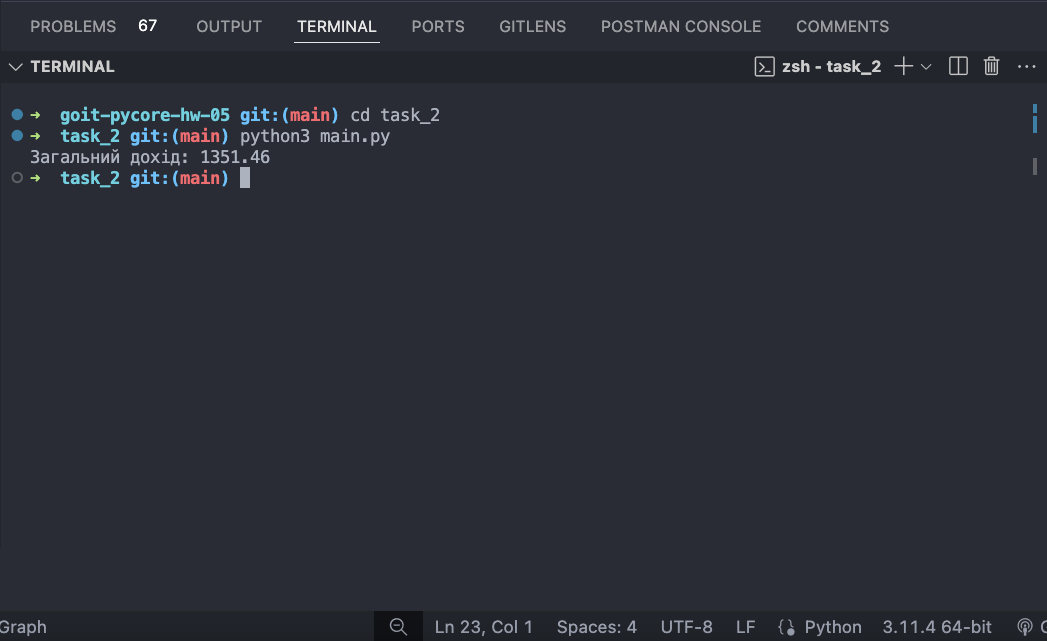 PROBLEMS 67 OUTPUT TERMINAL PORTS GITLENS POSTMAN CONSOLE COMMENTS
TERMINAL zsh - task_2
➜ goit-pycore-hw-05 git:(main) cd task_2
➜ task_2 git:(main) python3 main.py
Загальний дохід: 1351.46
➜ task_2 git:(main)
Graph Ln 23, Col 1 Spaces: 4 UTF-8 LF Python 3.11.4 64-bit